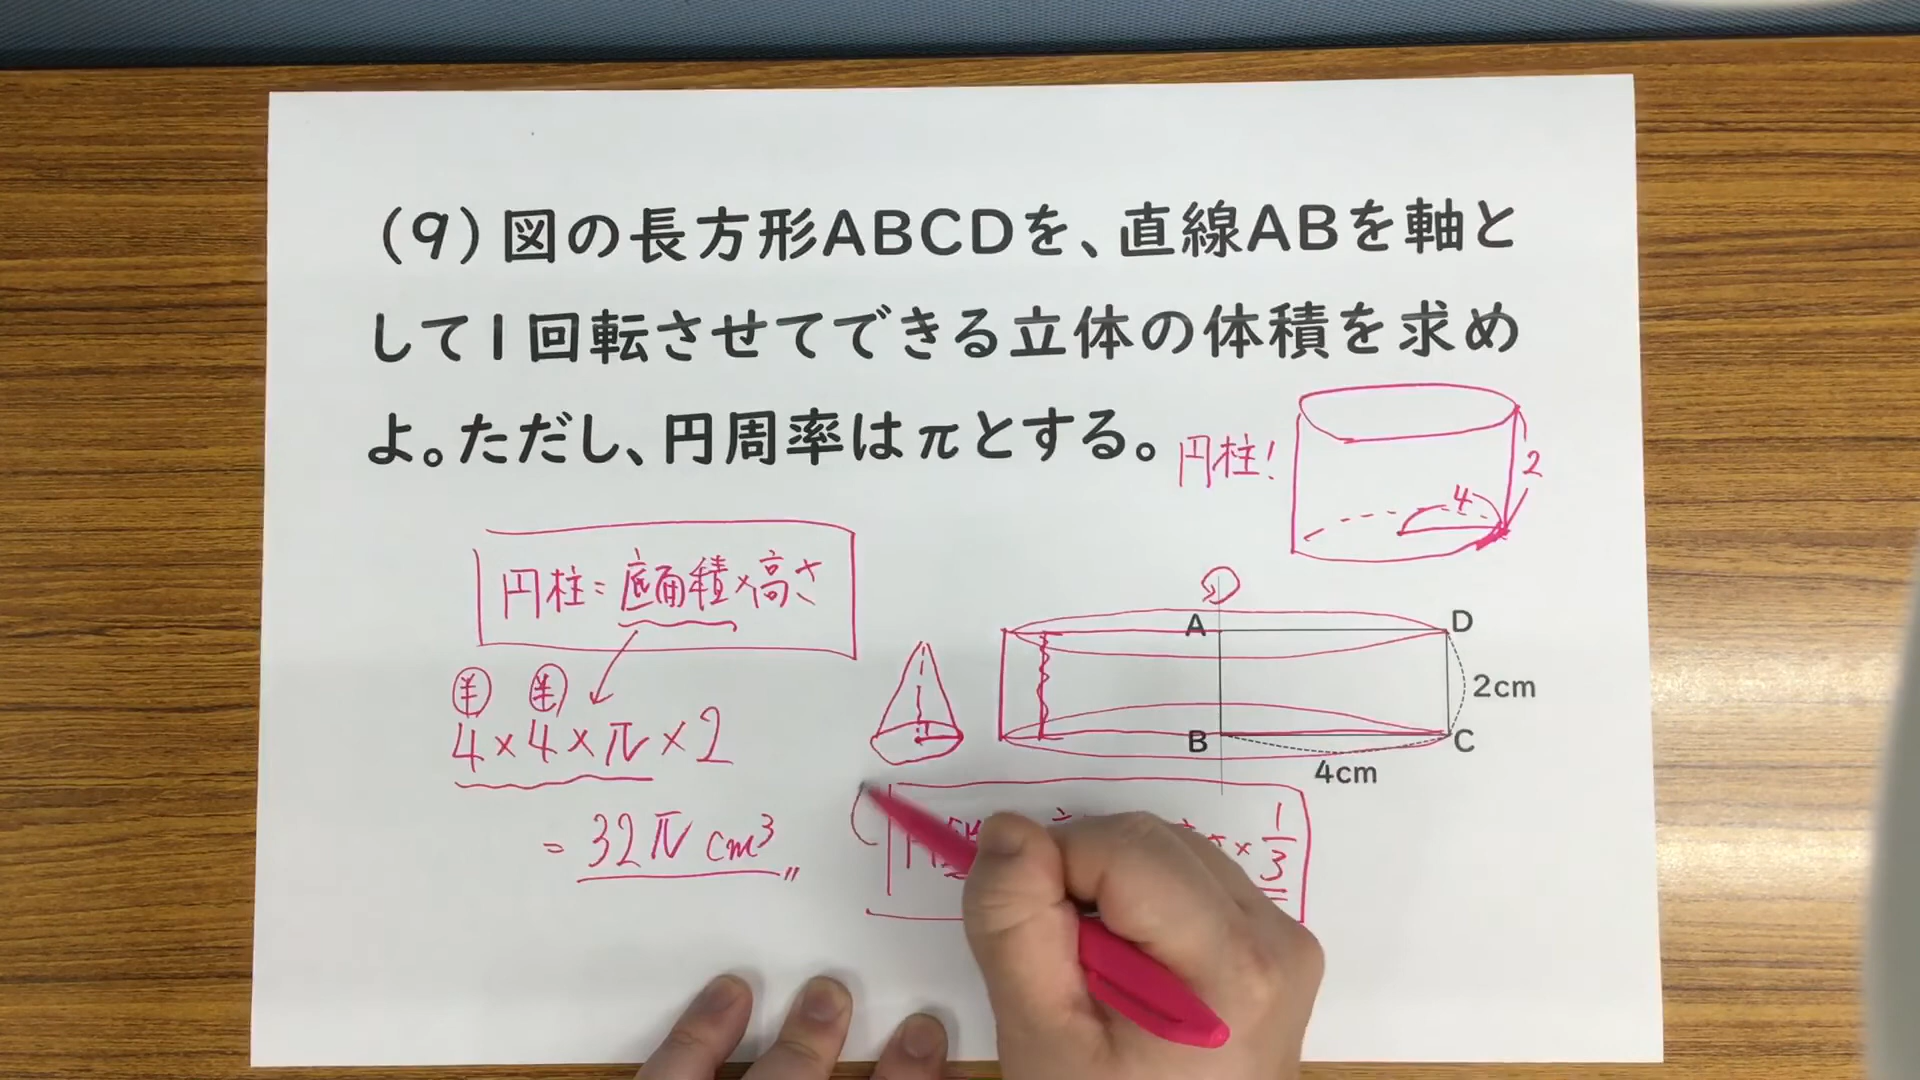 (9)図の長方形ABCDを、直線ABを軸と
して1回転させてできる立体の体積を求め
よ。ただし、円周率はπとする。
円柱!
2
4
円柱=底面積×高さ
半 半
4×4×π×2
=32π cm³
A
D
2cm
B
C
4cm
×1/3